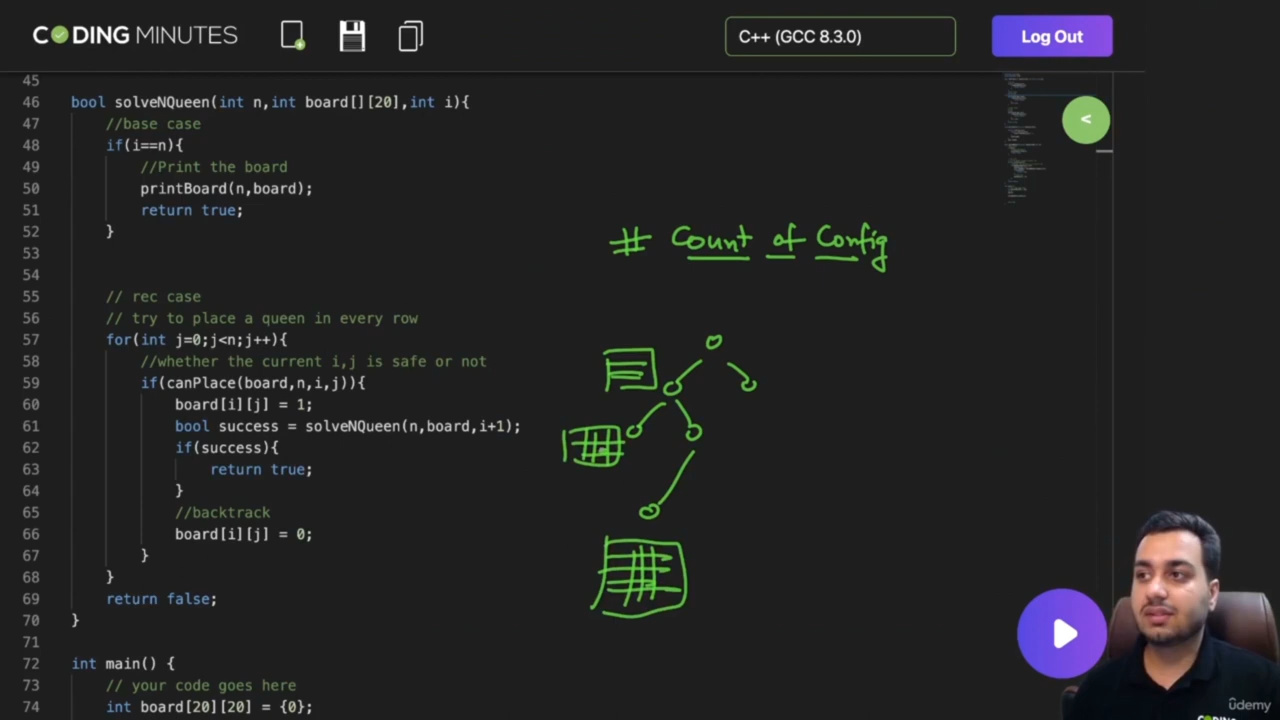 CODING MINUTES
C++ (GCC 8.3.0)
Log Out
45
46 bool solveNQueen(int n,int board[][20],int i){
47 //base case
48 if(i==n){
49 //Print the board
50 printBoard(n,board);
51 return true;
52 }
53
54
55 // rec case
56 // try to place a queen in every row
57 for(int j=0;j<n;j++){
58 //whether the current i,j is safe or not
59 if(canPlace(board,n,i,j)){
60 board[i][j] = 1;
61 bool success = solveNQueen(n,board,i+1);
62 if(success){
63 return true;
64 }
65 //backtrack
66 board[i][j] = 0;
67 }
68 }
69 return false;
70 }
71
72 int main() {
73 // your code goes here
74 int board[20][20] = {0};
# Count of Config
<
ûdemy